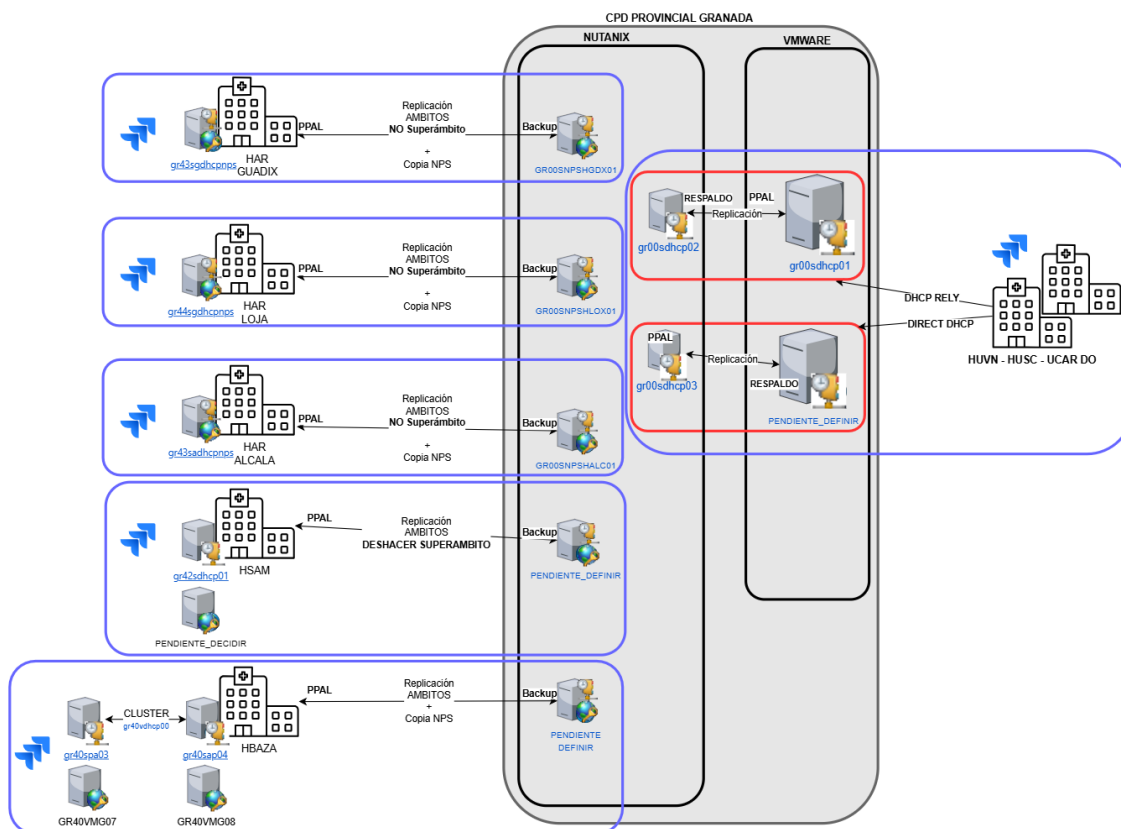 CPD PROVINCIAL GRANADA
NUTANIX
VMWARE
Replicación
AMBITOS
NO Superámbito
+
Copia NPS
PPAL
Backup
gr43sgdhcpnps
HAR
GUADIX
GR00SNPSHGDX01
RESPALDO
PPAL
Replicación
gr00sdhcp02
gr00sdhcp01
Replicación
AMBITOS
NO Superámbito
+
Copia NPS
PPAL
Backup
gr44sgdhcpnps
HAR
LOJA
GR00SNPSHLOX01
DHCP RELY
DIRECT DHCP
HUVN - HUSC - UCAR DO
PPAL
Replicación
gr00sdhcp03
RESPALDO
PENDIENTE_DEFINIR
Replicación
AMBITOS
NO Superámbito
+
Copia NPS
PPAL
Backup
gr43sadhcpnps
HAR
ALCALA
GR00SNPSHALC01
Replicación
AMBITOS
DESHACER SUPERAMBITO
PPAL
Backup
gr42sdhcp01
HSAM
PENDIENTE_DEFINIR
PENDIENTE_DECIDIR
Replicación
AMBITOS
+
Copia NPS
PPAL
Backup
CLUSTER
gr40vdhcp00
gr40spa03
gr40sap04
HBAZA
PENDIENTE
DEFINIR
GR40VMG07
GR40VMG08